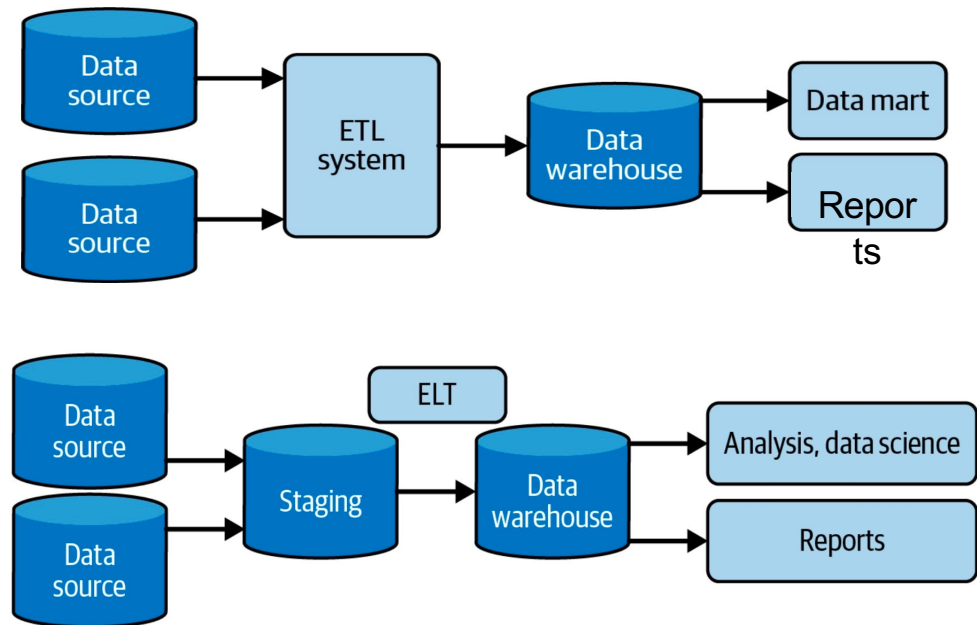 Data
source
Data
source
ETL
system
Data
warehouse
Data mart
Repor
ts
Data
source
Data
source
Staging
ELT
Data
warehouse
Analysis, data science
Reports